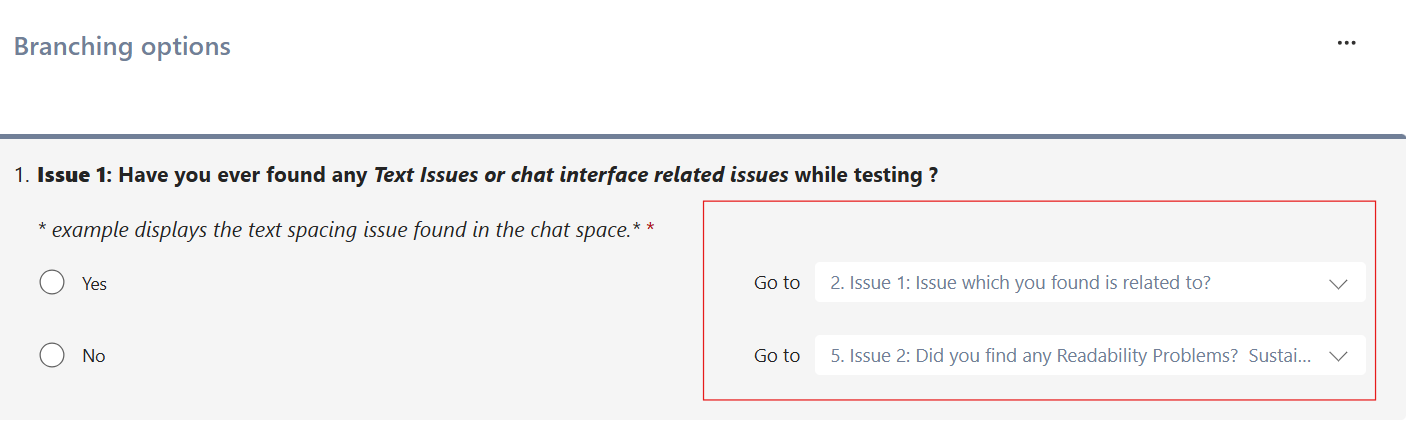 Branching options
1. Issue 1: Have you ever found any Text Issues or chat interface related issues while testing ?
* example displays the text spacing issue found in the chat space.* *
Yes
Go to
2. Issue 1: Issue which you found is related to?
No
Go to
5. Issue 2: Did you find any Readability Problems? Sustai...